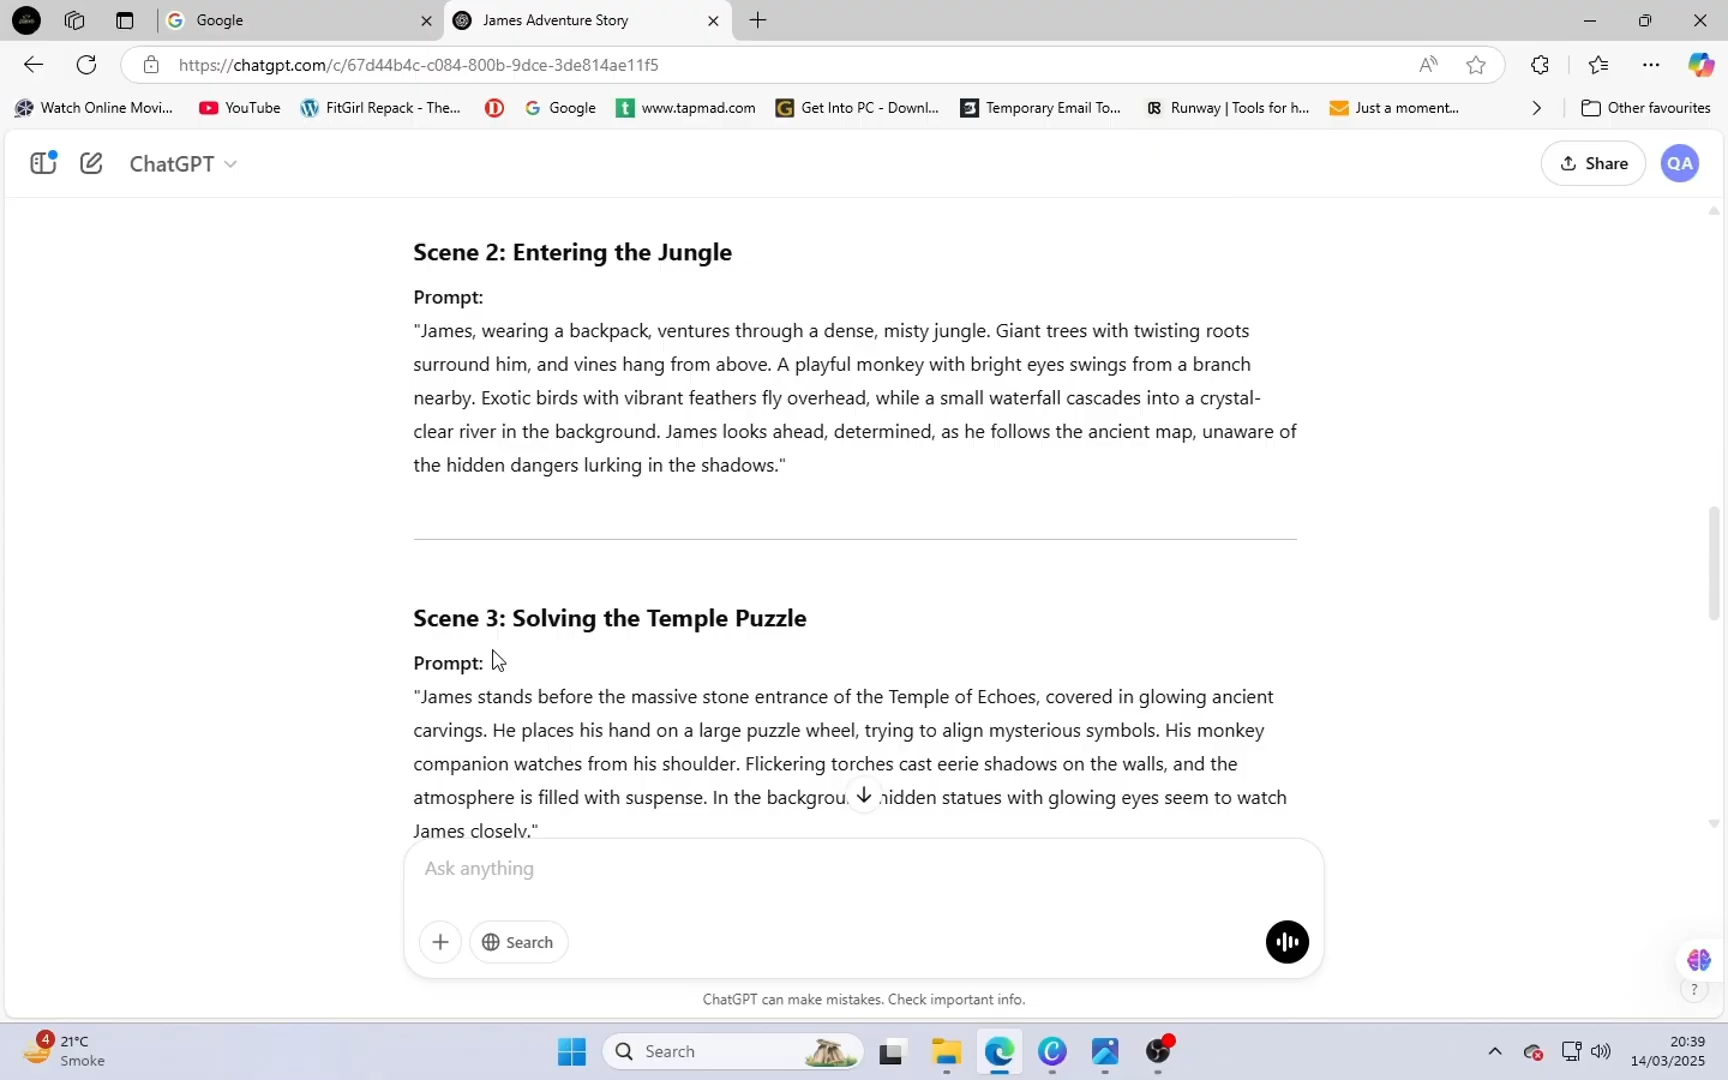 Google
James Adventure Story
https://chatgpt.com/c/67d44b4c-c084-800b-9dce-3de814ae11f5
Watch Online Movi...
YouTube
FitGirl Repack - The...
Google
www.tapmad.com
Get Into PC - Downl...
Temporary Email To...
Runway | Tools for h...
Just a moment...
Other favourites
ChatGPT
Share
QA
Scene 2: Entering the Jungle
Prompt:
"James, wearing a backpack, ventures through a dense, misty jungle. Giant trees with twisting roots
surround him, and vines hang from above. A playful monkey with bright eyes swings from a branch
nearby. Exotic birds with vibrant feathers fly overhead, while a small waterfall cascades into a crystal-
clear river in the background. James looks ahead, determined, as he follows the ancient map, unaware of
the hidden dangers lurking in the shadows."
Scene 3: Solving the Temple Puzzle
Prompt:
"James stands before the massive stone entrance of the Temple of Echoes, covered in glowing ancient
carvings. He places his hand on a large puzzle wheel, trying to align mysterious symbols. His monkey
companion watches from his shoulder. Flickering torches cast eerie shadows on the walls, and the
atmosphere is filled with suspense. In the backgrou hidden statues with glowing eyes seem to watch
James closely."
Ask anything
Search
ChatGPT can make mistakes. Check important info.
?
4
21°C
Smoke
Search
20:39
14/03/2025